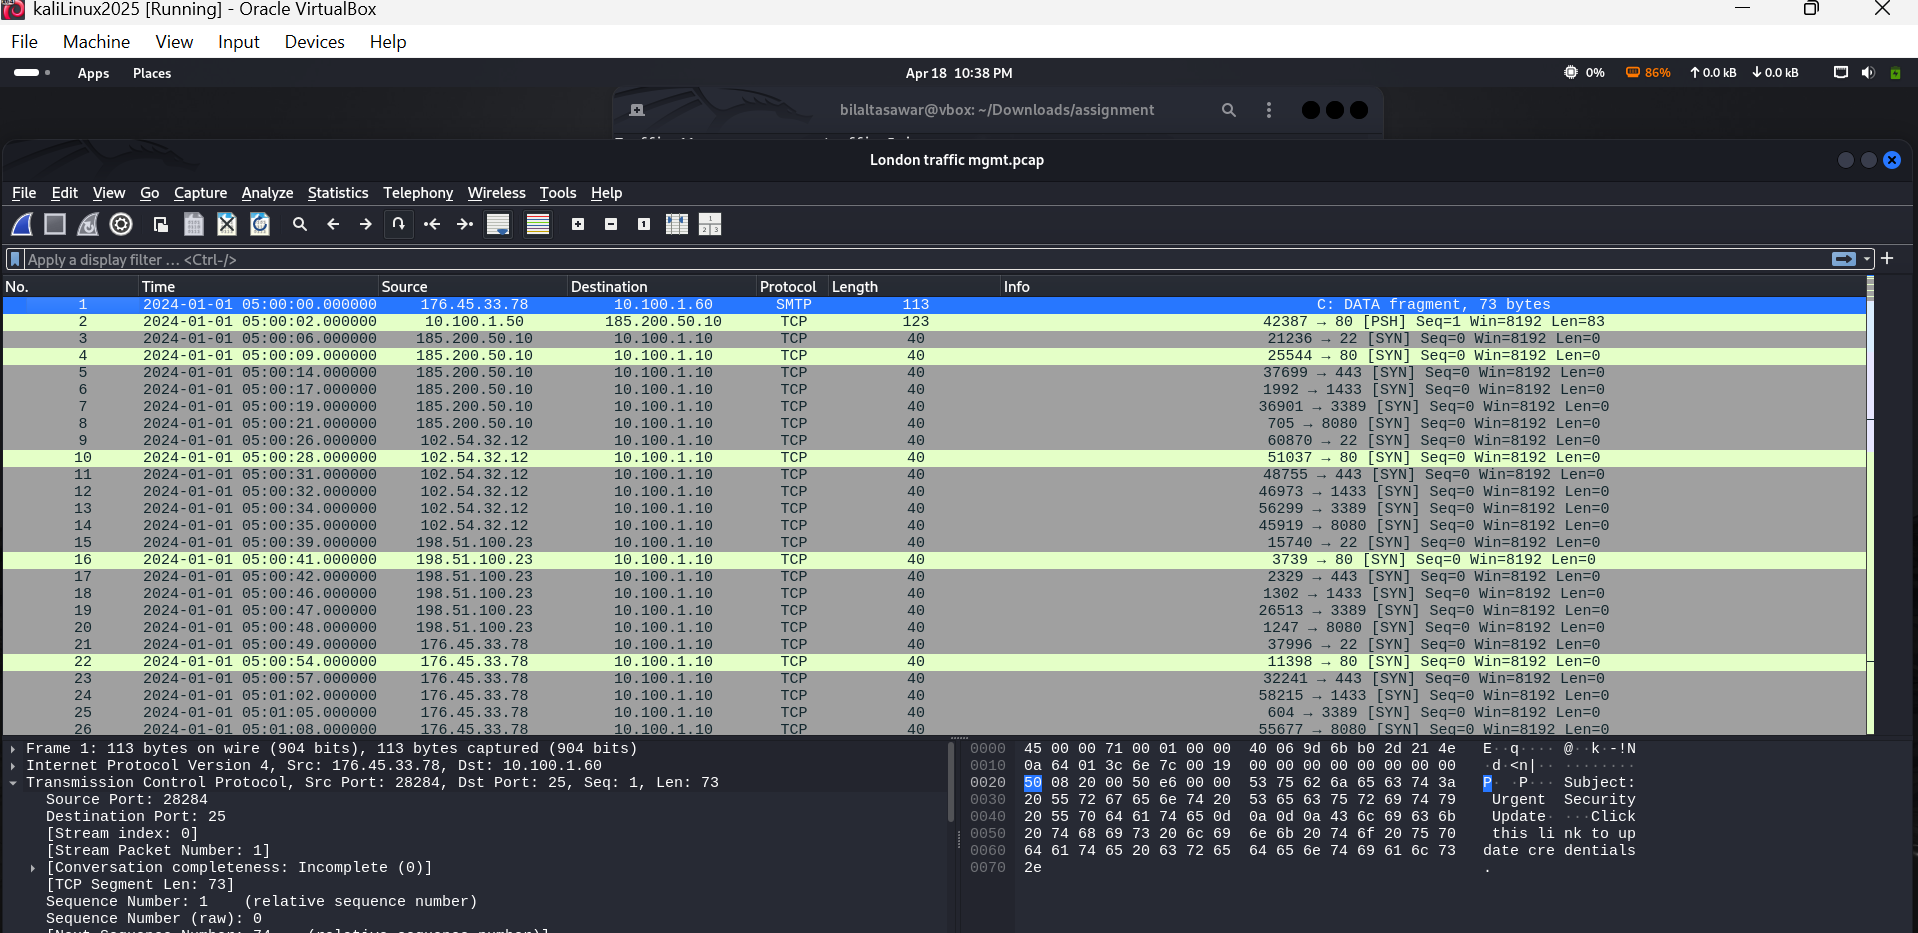 kaliLinux2025 [Running] - Oracle VirtualBox
File Machine View Input Devices Help
Apps Places Apr 18 10:38 PM 0% 86% ↑0.0 kB ↓0.0 kB
bilaltasawar@vbox: ~/Downloads/assignment
London traffic mgmt.pcap
File Edit View Go Capture Analyze Statistics Telephony Wireless Tools Help
Apply a display filter … <Ctrl-/>
No. Time Source Destination Protocol Length Info
1 2024-01-01 05:00:00.000000 176.45.33.78 10.100.1.60 SMTP 113 C: DATA fragment, 73 bytes
2 2024-01-01 05:00:02.000000 10.100.1.50 185.200.50.10 TCP 123 42387 → 80 [PSH] Seq=1 Win=8192 Len=83
3 2024-01-01 05:00:06.000000 185.200.50.10 10.100.1.10 TCP 40 21236 → 22 [SYN] Seq=0 Win=8192 Len=0
4 2024-01-01 05:00:09.000000 185.200.50.10 10.100.1.10 TCP 40 25544 → 80 [SYN] Seq=0 Win=8192 Len=0
5 2024-01-01 05:00:14.000000 185.200.50.10 10.100.1.10 TCP 40 37699 → 443 [SYN] Seq=0 Win=8192 Len=0
6 2024-01-01 05:00:17.000000 185.200.50.10 10.100.1.10 TCP 40 1992 → 1433 [SYN] Seq=0 Win=8192 Len=0
7 2024-01-01 05:00:19.000000 185.200.50.10 10.100.1.10 TCP 40 36901 → 3389 [SYN] Seq=0 Win=8192 Len=0
8 2024-01-01 05:00:21.000000 185.200.50.10 10.100.1.10 TCP 40 705 → 8080 [SYN] Seq=0 Win=8192 Len=0
9 2024-01-01 05:00:26.000000 102.54.32.12 10.100.1.10 TCP 40 60870 → 22 [SYN] Seq=0 Win=8192 Len=0
10 2024-01-01 05:00:28.000000 102.54.32.12 10.100.1.10 TCP 40 51037 → 80 [SYN] Seq=0 Win=8192 Len=0
11 2024-01-01 05:00:31.000000 102.54.32.12 10.100.1.10 TCP 40 48755 → 443 [SYN] Seq=0 Win=8192 Len=0
12 2024-01-01 05:00:32.000000 102.54.32.12 10.100.1.10 TCP 40 46973 → 1433 [SYN] Seq=0 Win=8192 Len=0
13 2024-01-01 05:00:34.000000 102.54.32.12 10.100.1.10 TCP 40 56299 → 3389 [SYN] Seq=0 Win=8192 Len=0
14 2024-01-01 05:00:35.000000 102.54.32.12 10.100.1.10 TCP 40 45919 → 8080 [SYN] Seq=0 Win=8192 Len=0
15 2024-01-01 05:00:39.000000 198.51.100.23 10.100.1.10 TCP 40 15740 → 22 [SYN] Seq=0 Win=8192 Len=0
16 2024-01-01 05:00:41.000000 198.51.100.23 10.100.1.10 TCP 40 3739 → 80 [SYN] Seq=0 Win=8192 Len=0
17 2024-01-01 05:00:42.000000 198.51.100.23 10.100.1.10 TCP 40 2329 → 443 [SYN] Seq=0 Win=8192 Len=0
18 2024-01-01 05:00:46.000000 198.51.100.23 10.100.1.10 TCP 40 1302 → 1433 [SYN] Seq=0 Win=8192 Len=0
19 2024-01-01 05:00:47.000000 198.51.100.23 10.100.1.10 TCP 40 26513 → 3389 [SYN] Seq=0 Win=8192 Len=0
20 2024-01-01 05:00:48.000000 198.51.100.23 10.100.1.10 TCP 40 1247 → 8080 [SYN] Seq=0 Win=8192 Len=0
21 2024-01-01 05:00:49.000000 176.45.33.78 10.100.1.10 TCP 40 37996 → 22 [SYN] Seq=0 Win=8192 Len=0
22 2024-01-01 05:00:54.000000 176.45.33.78 10.100.1.10 TCP 40 11398 → 80 [SYN] Seq=0 Win=8192 Len=0
23 2024-01-01 05:00:57.000000 176.45.33.78 10.100.1.10 TCP 40 32241 → 443 [SYN] Seq=0 Win=8192 Len=0
24 2024-01-01 05:01:02.000000 176.45.33.78 10.100.1.10 TCP 40 58215 → 1433 [SYN] Seq=0 Win=8192 Len=0
25 2024-01-01 05:01:05.000000 176.45.33.78 10.100.1.10 TCP 40 604 → 3389 [SYN] Seq=0 Win=8192 Len=0
26 2024-01-01 05:01:08.000000 176.45.33.78 10.100.1.10 TCP 40 55677 → 8080 [SYN] Seq=0 Win=8192 Len=0
Frame 1: 113 bytes on wire (904 bits), 113 bytes captured (904 bits)
Internet Protocol Version 4, Src: 176.45.33.78, Dst: 10.100.1.60
Transmission Control Protocol, Src Port: 28284, Dst Port: 25, Seq: 1, Len: 73
Source Port: 28284
Destination Port: 25
[Stream index: 0]
[Stream Packet Number: 1]
[Conversation completeness: Incomplete (0)]
[TCP Segment Len: 73]
Sequence Number: 1 (relative sequence number)
Sequence Number (raw): 0
[Next Sequence Number: 74 (relative sequence number)]
0000 45 00 00 71 00 01 00 00 40 06 9d 6b b0 2d 21 4e E··q···· @··k·-!N
0010 0a 64 01 3c 6e 7c 00 19 00 00 00 00 00 00 00 00 ·d·<n|·· ········
0020 50 08 20 00 50 e6 00 00 53 75 62 6a 65 63 74 3a P· ·P··· Subject:
0030 20 55 72 67 65 6e 74 20 53 65 63 75 72 69 74 79 Urgent Security
0040 20 55 70 64 61 74 65 0d 0a 0d 0a 43 6c 69 63 6b Update· ···Click
0050 20 74 68 69 73 20 6c 69 6e 6b 20 74 6f 20 75 70 this li nk to up
0060 64 61 74 65 20 63 72 65 64 65 6e 74 69 61 6c 73 date cre dentials
0070 2e .